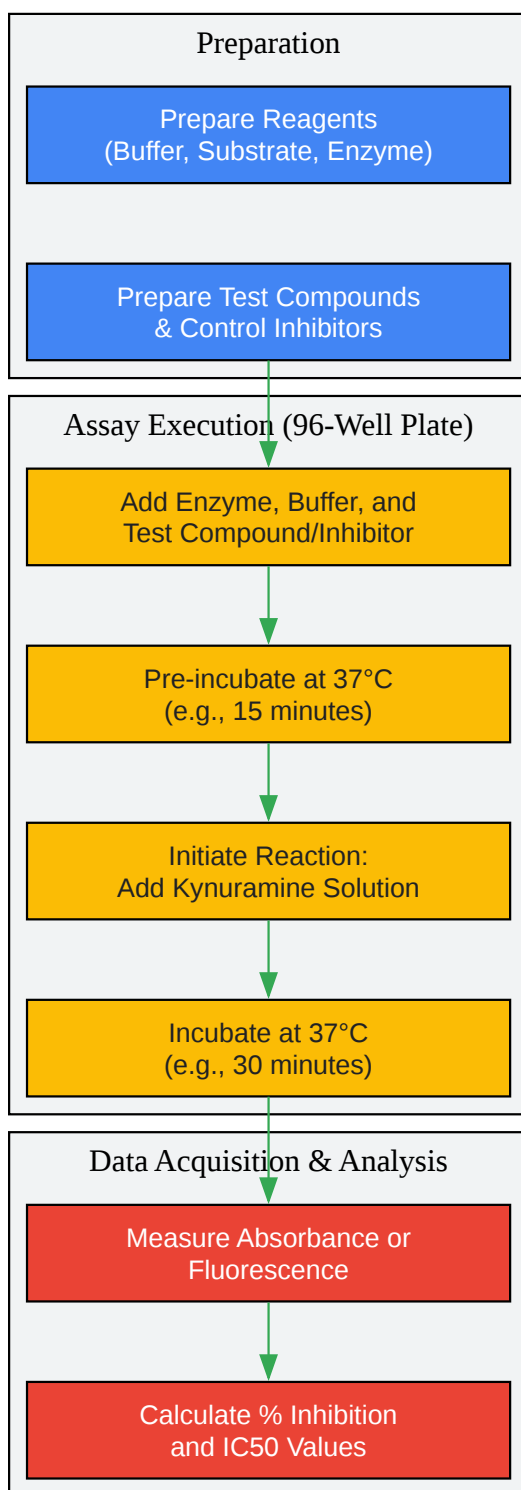 Preparation
Prepare Reagents
(Buffer, Substrate, Enzyme)
Prepare Test Compounds
& Control Inhibitors
Assay Execution (96-Well Plate)
Add Enzyme, Buffer, and
Test Compound/Inhibitor
Pre-incubate at 37°C
(e.g., 15 minutes)
Initiate Reaction:
Add Kynuramine Solution
Incubate at 37°C
(e.g., 30 minutes)
Data Acquisition & Analysis
Measure Absorbance or
Fluorescence
Calculate % Inhibition
and IC50 Values